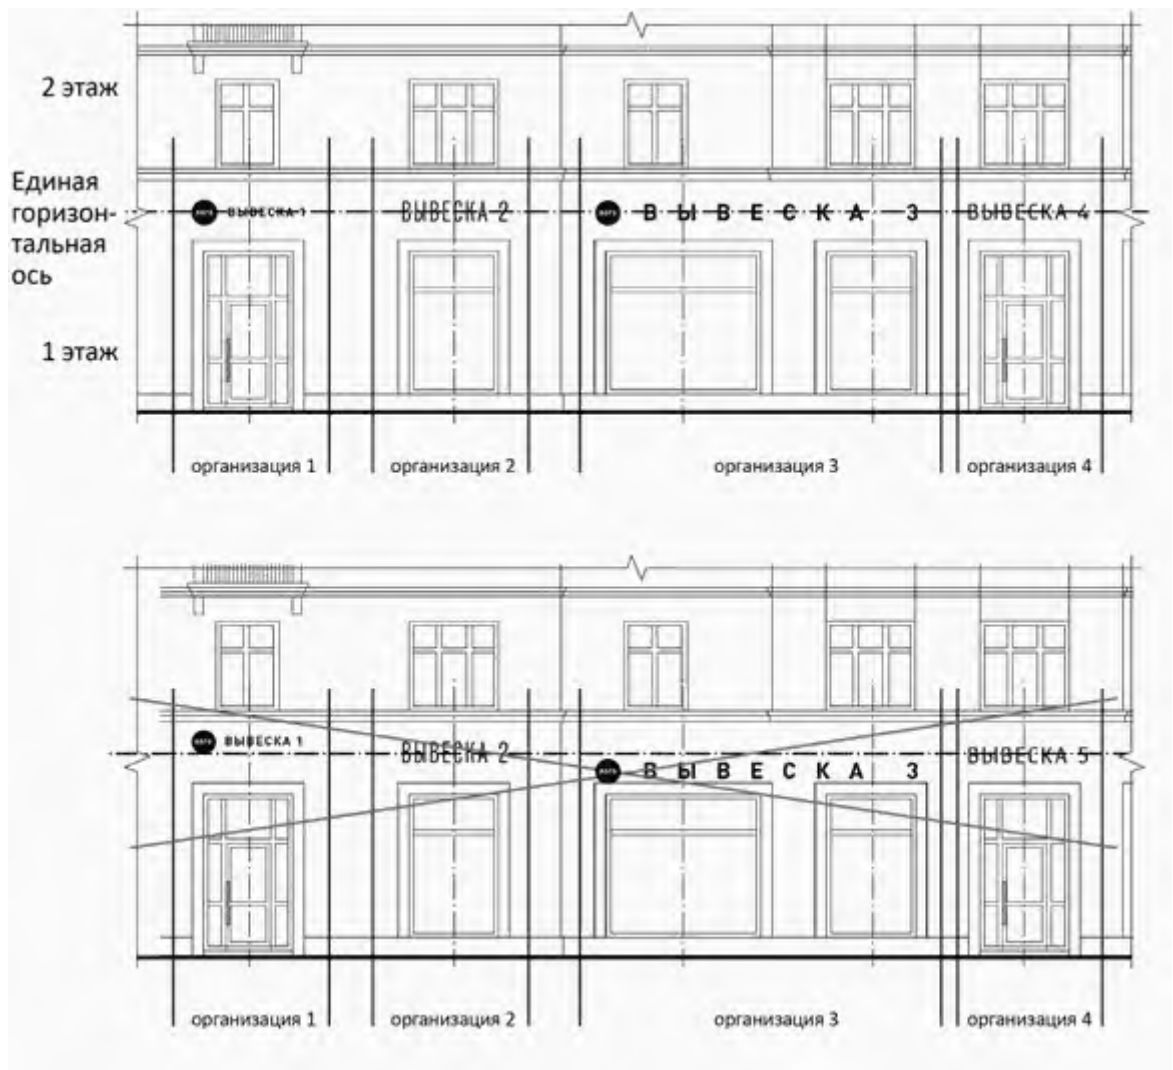 2 этаж
Единая
горизон-
тальная
ось
ВЫВЕСКА 1
ВЫВЕСКА 2
ВЫВЕСКА 3
ВЫВЕСКА 4
1 этаж
организация 1
организация 2
организация 3
организация 4
ВЫВЕСКА 1
ВЫВЕСКА 2
ВЫВЕСКА 3
ВЫВЕСКА 5
организация 1
организация 2
организация 3
организация 4